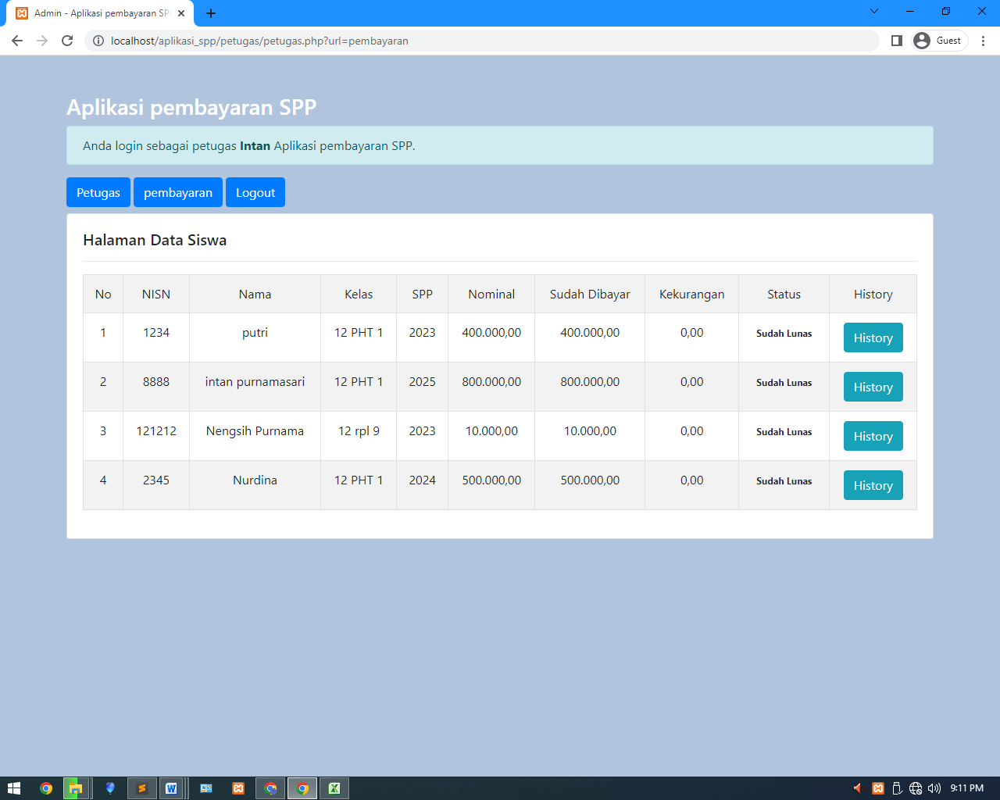 Admin - Aplikasi pembayaran SP
localhost/aplikasi_spp/petugas/petugas.php?url=pembayaran
Guest
Aplikasi pembayaran SPP
Anda login sebagai petugas Intan Aplikasi pembayaran SPP.
Petugas pembayaran Logout
Halaman Data Siswa
No NISN Nama Kelas SPP Nominal Sudah Dibayar Kekurangan Status History
1 1234 putri 12 PHT 1 2023 400.000,00 400.000,00 0,00 Sudah Lunas History
2 8888 intan purnamasari 12 PHT 1 2025 800.000,00 800.000,00 0,00 Sudah Lunas History
3 121212 Nengsih Purnama 12 rpl 9 2023 10.000,00 10.000,00 0,00 Sudah Lunas History
4 2345 Nurdina 12 PHT 1 2024 500.000,00 500.000,00 0,00 Sudah Lunas History
9:11 PM